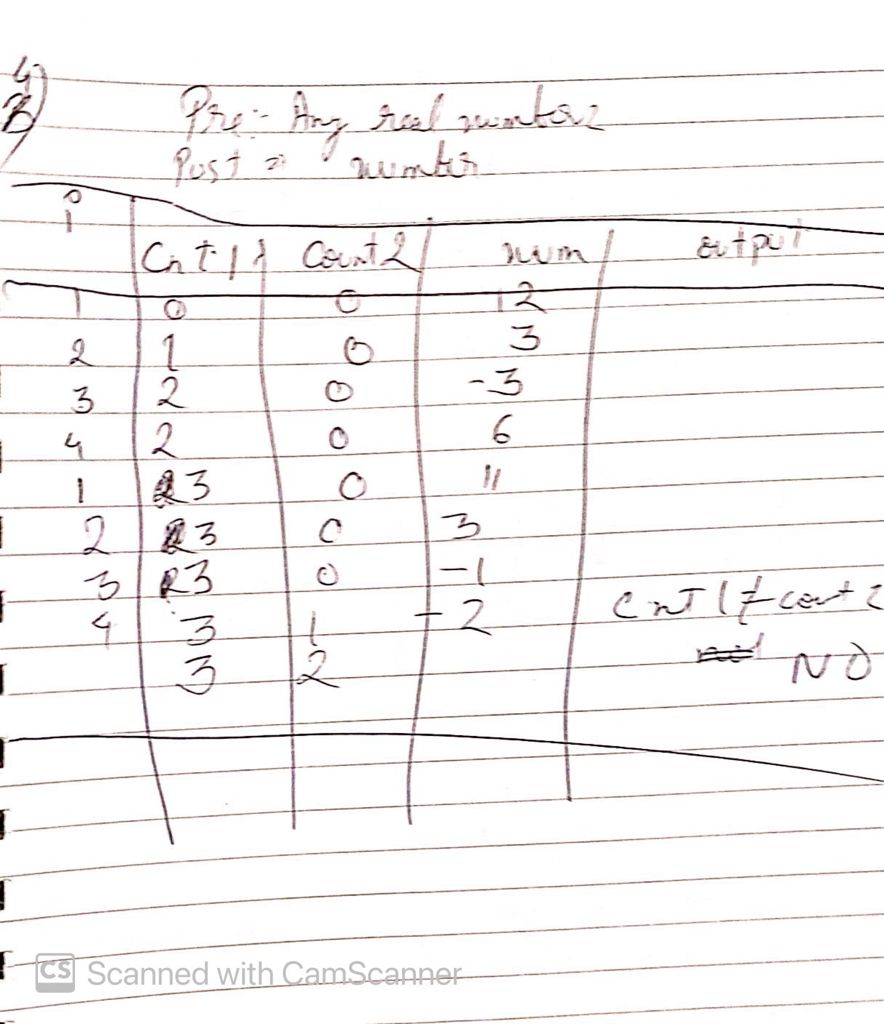 4)
3)
Pre:- Any real number
Post => number
i Cnt 1 Count 2 num output
1 0 0 12
2 1 0 3
3 2 0 -3
4 2 0 6
1 3 0 11
2 3 0 3
3 3 0 -1
4 3 1 -2 Cnt 1 ≠ count 2
3 2 NO
CS Scanned with CamScanner